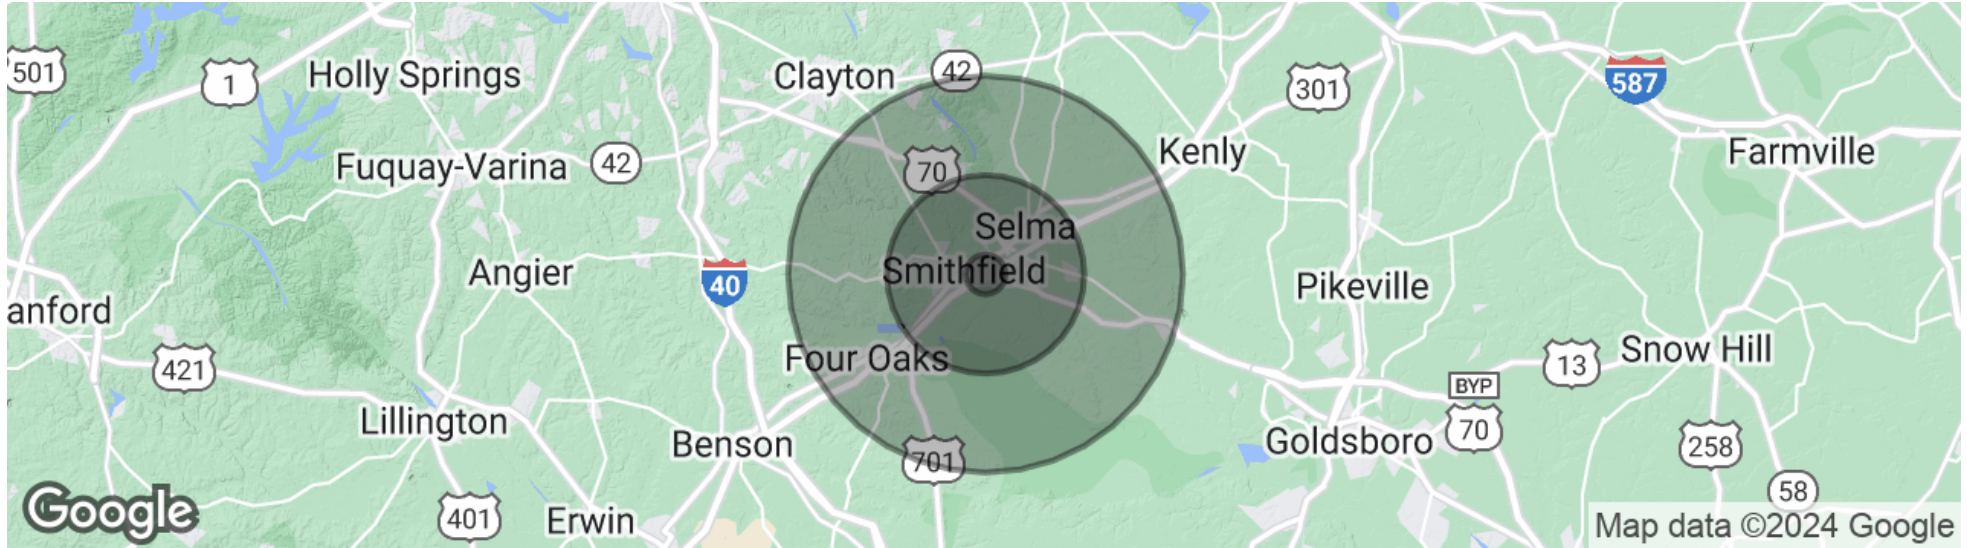 501
1
Holly Springs
Clayton
42
301
587
Fuquay-Varina
42
70
Kenly
Farmville
Selma
Angier
40
Smithfield
Pikeville
anford
421
Four Oaks
13
Snow Hill
BYP
70
Lillington
Benson
701
Goldsboro
258
Google
401
Erwin
58
Map data ©2024 Google